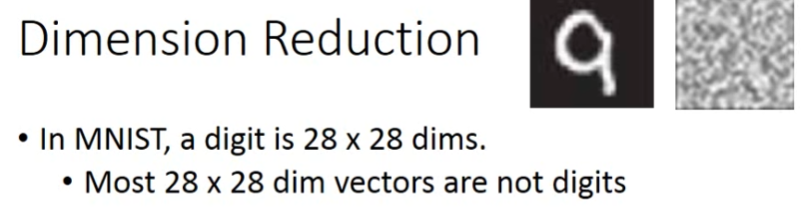 Dimension Reduction
• In MNIST, a digit is 28 x 28 dims.
• Most 28 x 28 dim vectors are not digits